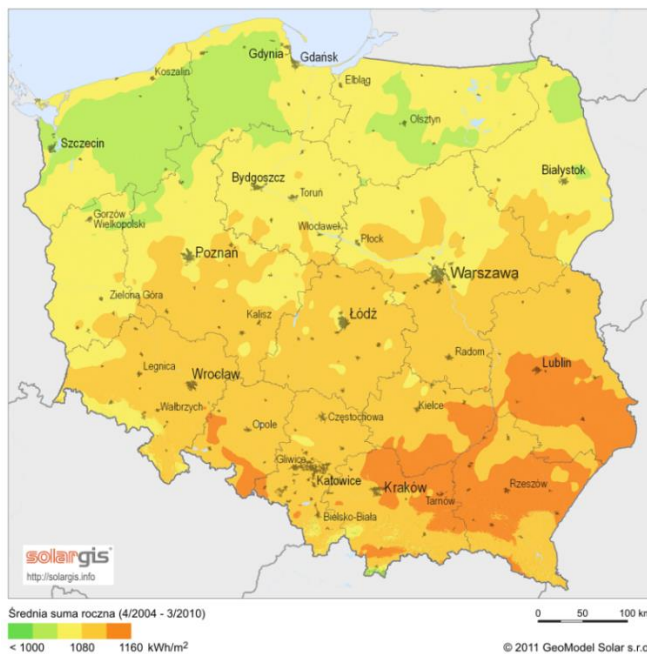 Gdynia
Gdańsk
Koszalin
Elbląg
Olsztyn
Szczecin
Bydgoszcz
Toruń
Białystok
Gorzów
Wielkopolski
Włocławek
Płock
Poznań
Warszawa
Zielona Góra
Kalisz
Łódź
Legnica
Wrocław
Radom
Lublin
Wałbrzych
Opole
Częstochowa
Kielce
Gliwice
Katowice
Kraków
Tarnów
Rzeszów
Bielsko-Biała
solargis
http://solargis.info
Średnia suma roczna (4/2004 - 3/2010)
0 50 100 km
< 1000 1080 1160 kWh/m²
© 2011 GeoModel Solar s.r.o